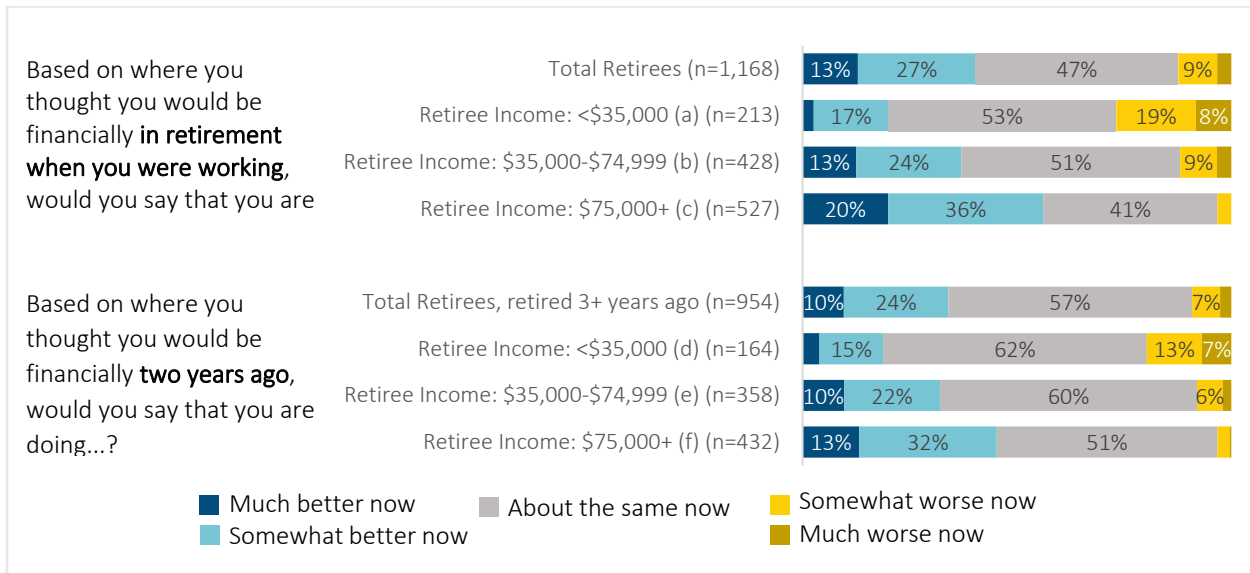 Based on where you
thought you would be
financially in retirement
when you were working,
would you say that you are
Total Retirees (n=1,168)
13% 27% 47% 9%
Retiree Income: <$35,000 (a) (n=213)
17% 53% 19% 8%
Retiree Income: $35,000-$74,999 (b) (n=428)
13% 24% 51% 9%
Retiree Income: $75,000+ (c) (n=527)
20% 36% 41%
Based on where you
thought you would be
financially two years ago,
would you say that you are
doing...?
Total Retirees, retired 3+ years ago (n=954)
10% 24% 57% 7%
Retiree Income: <$35,000 (d) (n=164)
15% 62% 13% 7%
Retiree Income: $35,000-$74,999 (e) (n=358)
10% 22% 60% 6%
Retiree Income: $75,000+ (f) (n=432)
13% 32% 51%
Much better now
Somewhat better now
About the same now
Somewhat worse now
Much worse now